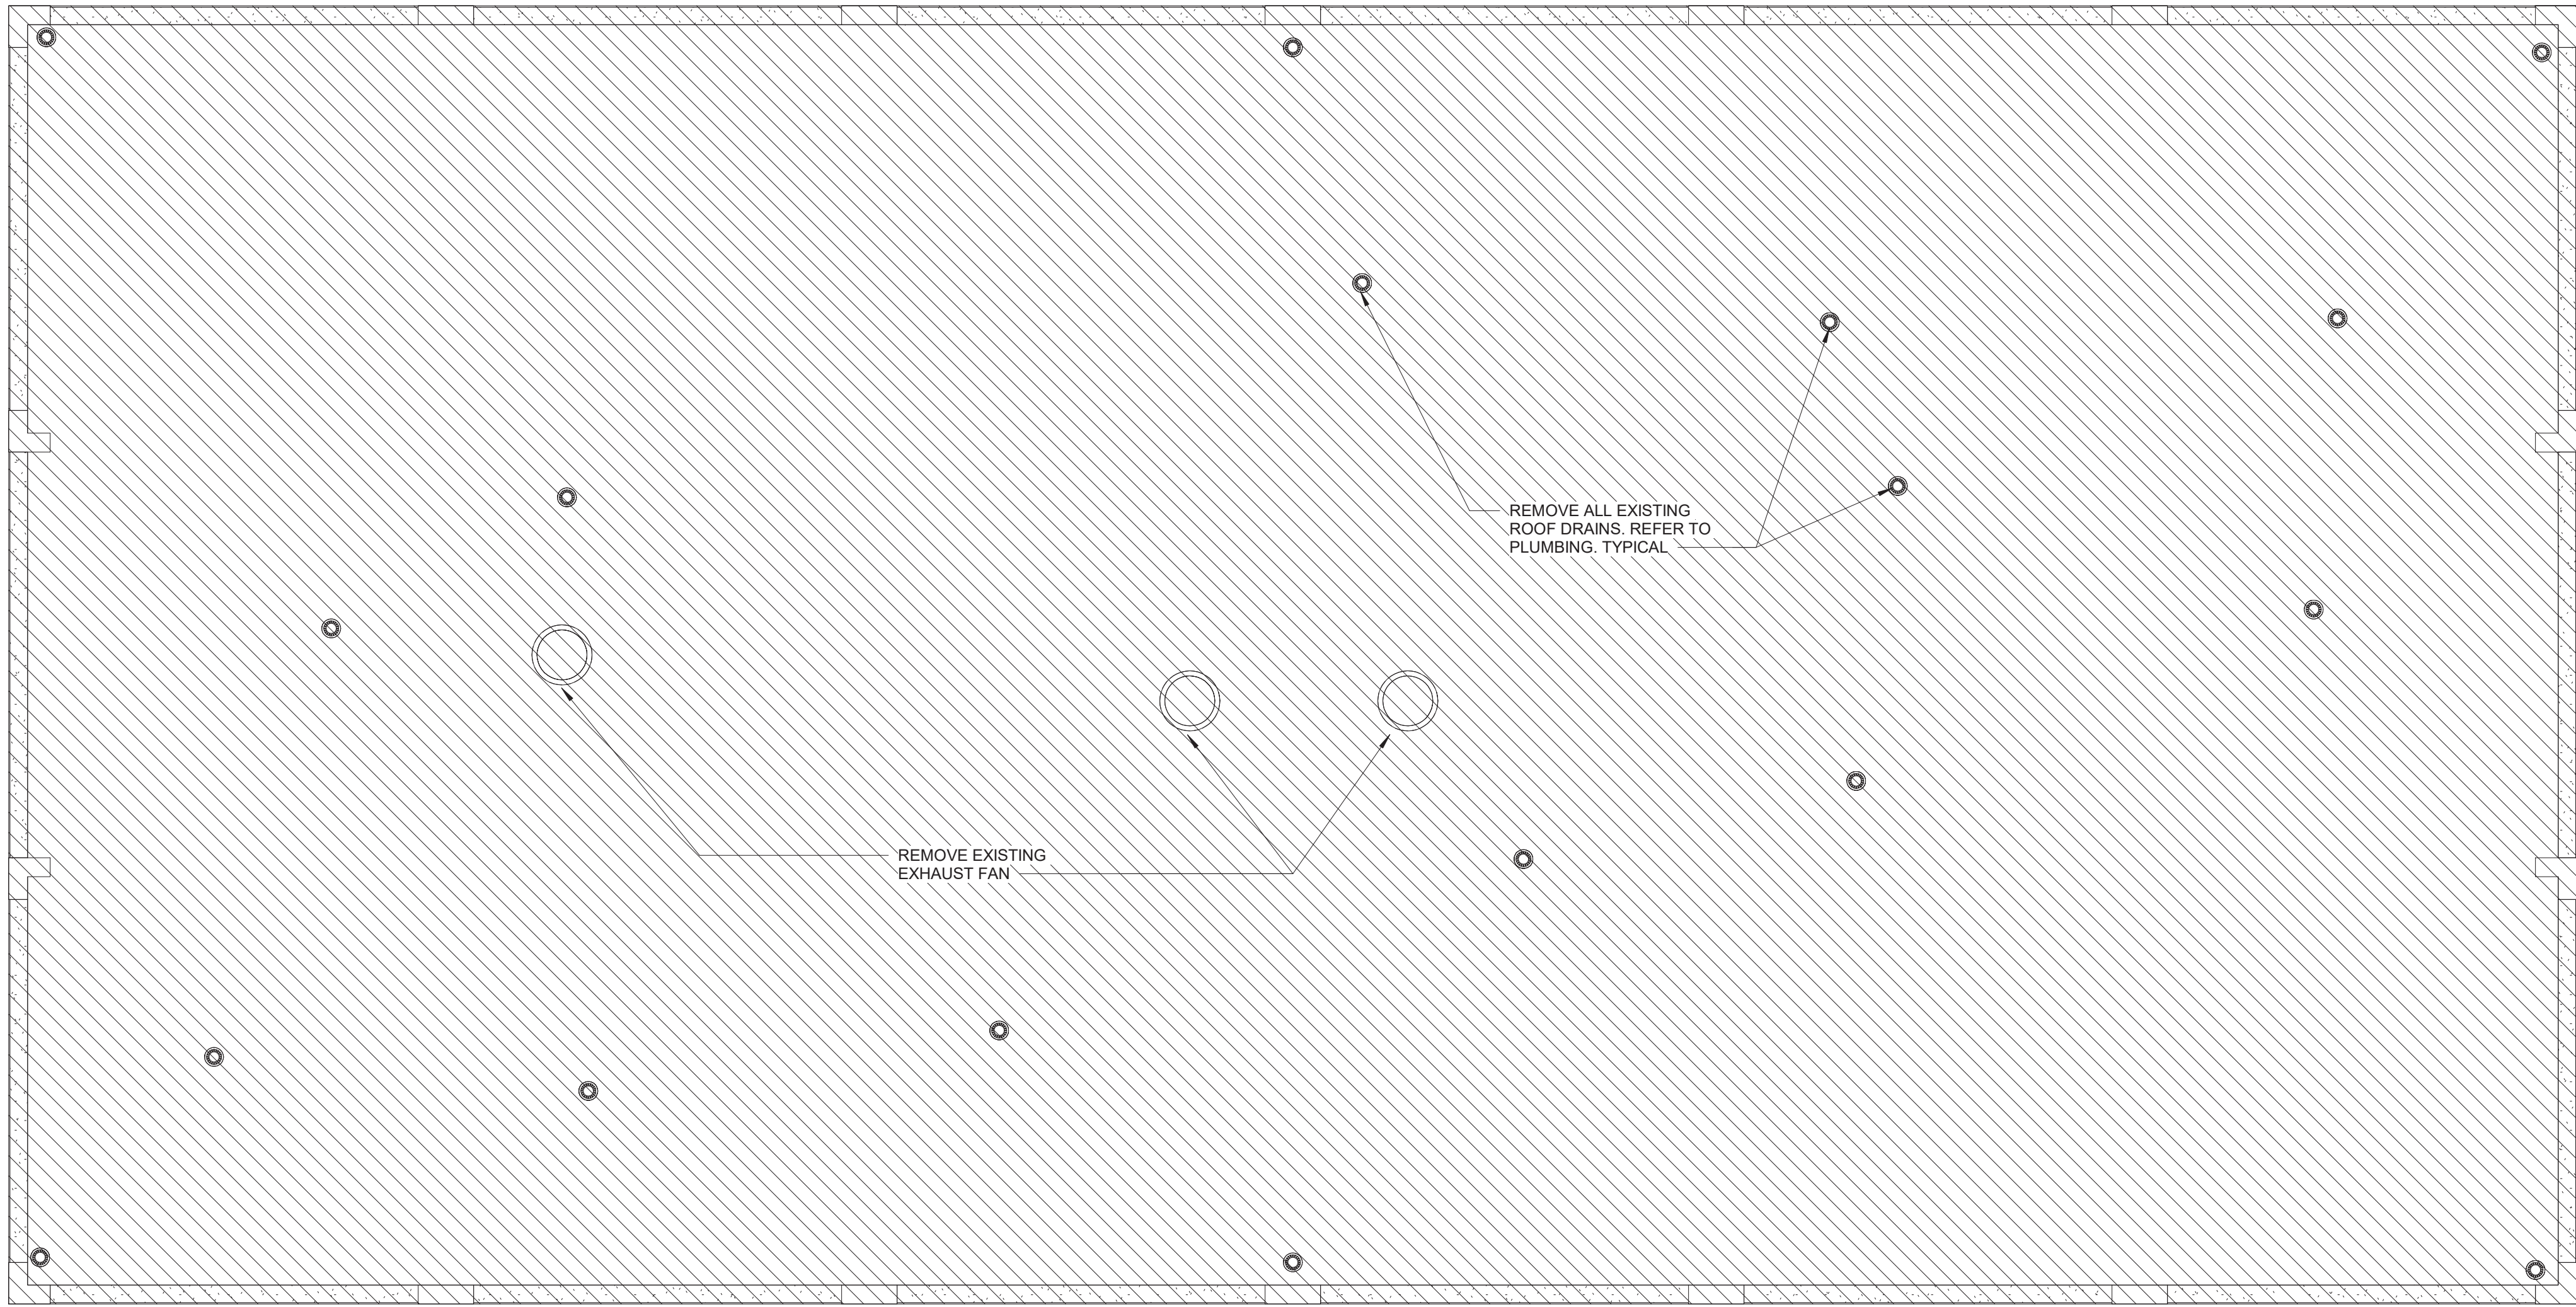 REMOVE ALL EXISTING
ROOF DRAINS. REFER TO
PLUMBING. TYPICAL
REMOVE EXISTING
EXHAUST FAN